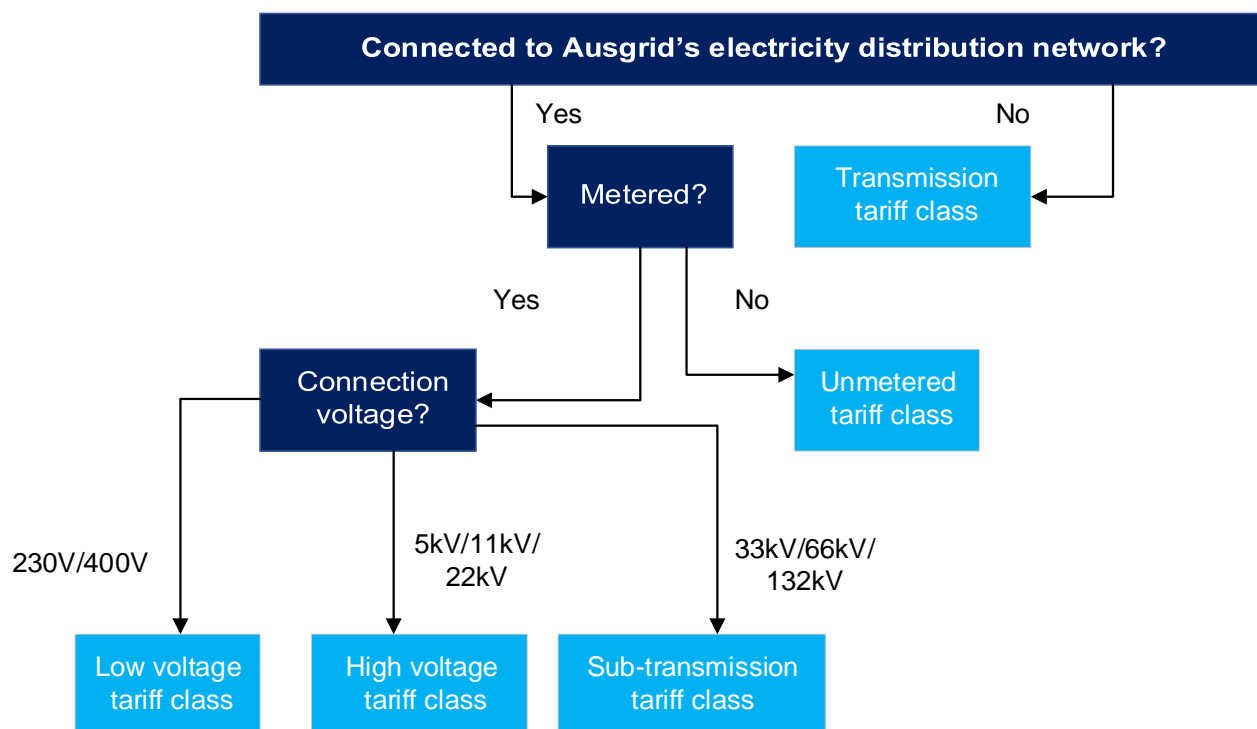 Connected to Ausgrid's electricity distribution network?
Yes
No
Metered?
Transmission
tariff class
Yes
No
Connection
voltage?
Unmetered
tariff class
230V/400V
5kV/11kV/
22kV
33kV/66kV/
132kV
Low voltage
tariff class
High voltage
tariff class
Sub-transmission
tariff class